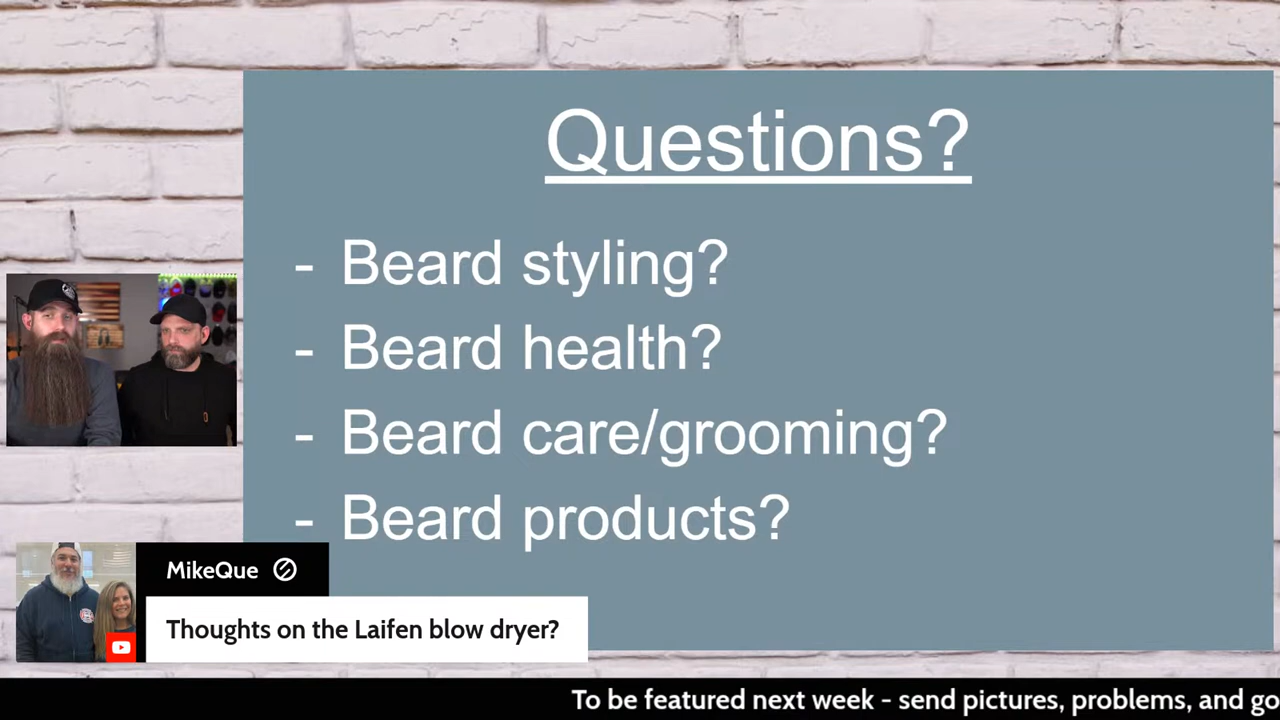 Questions?
- Beard styling?
- Beard health?
- Beard care/grooming?
- Beard products?
MikeQue
Thoughts on the Laifen blow dryer?
To be featured next week - send pictures, problems, and go